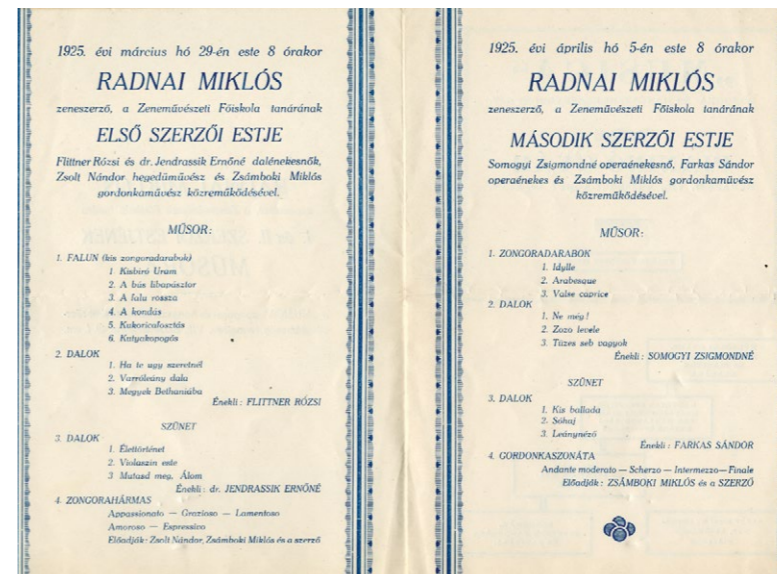 1925. évi március hó 29-én este 8 órakor
RADNAI MIKLÓS
zeneszerző, a Zeneművészeti Főiskola tanárának
ELSŐ SZERZŐI ESTJE
Flittner Rózsi és dr. Jendrassik Ernőné dalénekesnők,
Zsolt Nándor hegedűművész és Zsámboki Miklós
gordonkaművész közreműködésével.
MŰSOR:
1. FALUN (kis zongoradarabok)
1. Kisbiró Uram
2. A bús libapásztor
3. A falu rossza
4. A kondás
5. Kukoricafosztás
6. Kutyakopogós
2. DALOK
1. Ha te ugy szeretnél
2. Varróleány dala
3. Megyek Bethaniába
Énekli: FLITTNER RÓZSI
SZÜNET
3. DALOK
1. Élettörténet
2. Violaszin este
3 Mutasd meg, Álom
Énekli: dr. JENDRASSIK ERNŐNÉ
4. ZONGORAHÁRMAS
Appassionato — Grazioso — Lamentoso
Amoroso — Espressivo
Előadják: Zsolt Nándor, Zsámboki Miklós és a szerző
1925. évi április hó 5-én este 8 órakor
RADNAI MIKLÓS
zeneszerző, a Zeneművészeti Főiskola tanárának
MÁSODIK SZERZŐI ESTJE
Somogyi Zsigmondné operaénekesnő, Farkas Sándor
operaénekes és Zsámboki Miklós gordonkaművész
közreműködésével.
MŰSOR:
1. ZONGORADARABOK
1. Idylle
2. Arabesque
3. Valse caprice
2. DALOK
1. Ne még!
2. Zozo levele
3. Tüzes seb vagyok
Énekli: SOMOGYI ZSIGMONDNÉ
SZÜNET
3. DALOK
1. Kis ballada
2. Sóhaj
3. Leánynéző
Énekli: FARKAS SÁNDOR
4. GORDONKASZONÁTA
Andante moderato — Scherzo — Intermezzo — Finale
Előadják: ZSÁMBOKI MIKLÓS és a SZERZŐ